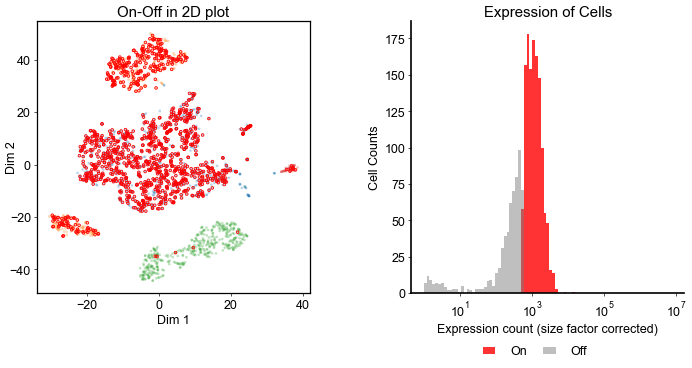 On-Off in 2D plot
Dim 2
40
20
0
−20
−40
−20
0
20
40
Dim 1
Expression of Cells
Cell Counts
175
150
125
100
75
50
25
0
10^1
10^3
10^5
10^7
Expression count (size factor corrected)
On
Off